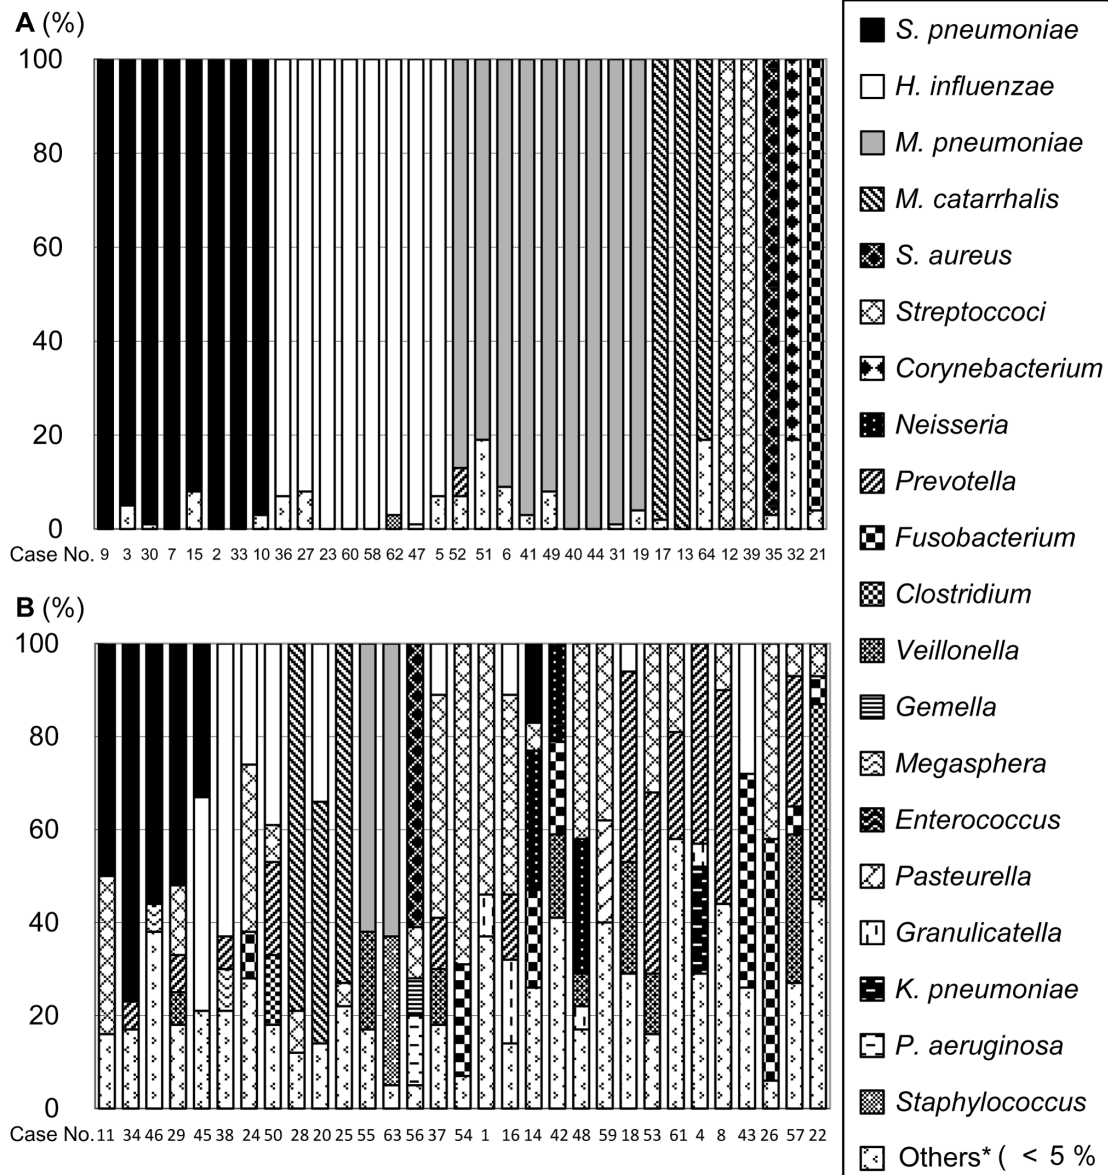 A (%)
100
80
60
40
20
0
Case No. 9 3 30 7 15 2 33 10 36 27 23 60 58 62 47 5 52 51 6 41 49 40 44 31 19 17 13 64 12 39 35 32 21
B (%)
100
80
60
40
20
0
Case No. 11 34 46 29 45 38 24 50 28 20 25 55 63 56 37 54 1 16 14 42 48 59 18 53 61 4 8 43 26 57 22
S. pneumoniae
H. influenzae
M. pneumoniae
M. catarrhalis
S. aureus
Streptoccoci
Corynebacterium
Neisseria
Prevotella
Fusobacterium
Clostridium
Veillonella
Gemella
Megasphera
Enterococcus
Pasteurella
Granulicatella
K. pneumoniae
P. aeruginosa
Staphylococcus
Others* ( < 5 %